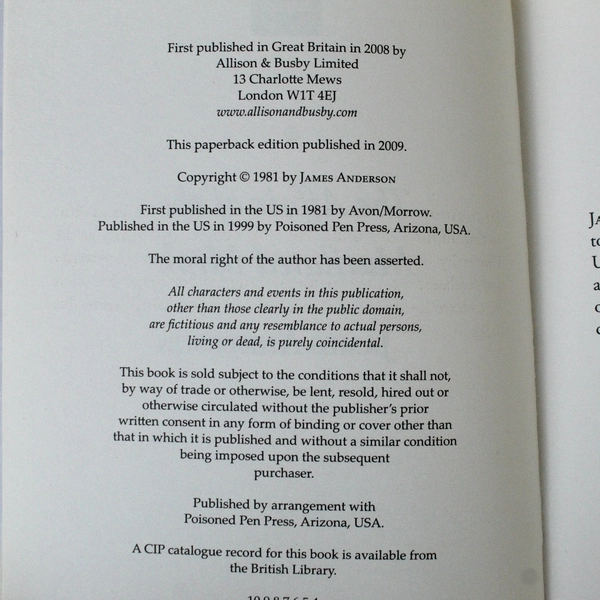 First published in Great Britain in 2008 by
Allison & Busby Limited
13 Charlotte Mews
London W1T 4EJ
www.allisonandbusby.com
This paperback edition published in 2009.
Copyright © 1981 by JAMES ANDERSON
First published in the US in 1981 by Avon/Morrow.
Published in the US in 1999 by Poisoned Pen Press, Arizona, USA.
The moral right of the author has been asserted.
All characters and events in this publication,
other than those clearly in the public domain,
are fictitious and any resemblance to actual persons,
living or dead, is purely coincidental.
This book is sold subject to the conditions that it shall not,
by way of trade or otherwise, be lent, resold, hired out or
otherwise circulated without the publisher's prior
written consent in any form of binding or cover other than
that in which it is published and without a similar condition
being imposed upon the subsequent
purchaser.
Published by arrangement with
Poisoned Pen Press, Arizona, USA.
A CIP catalogue record for this book is available from
the British Library.